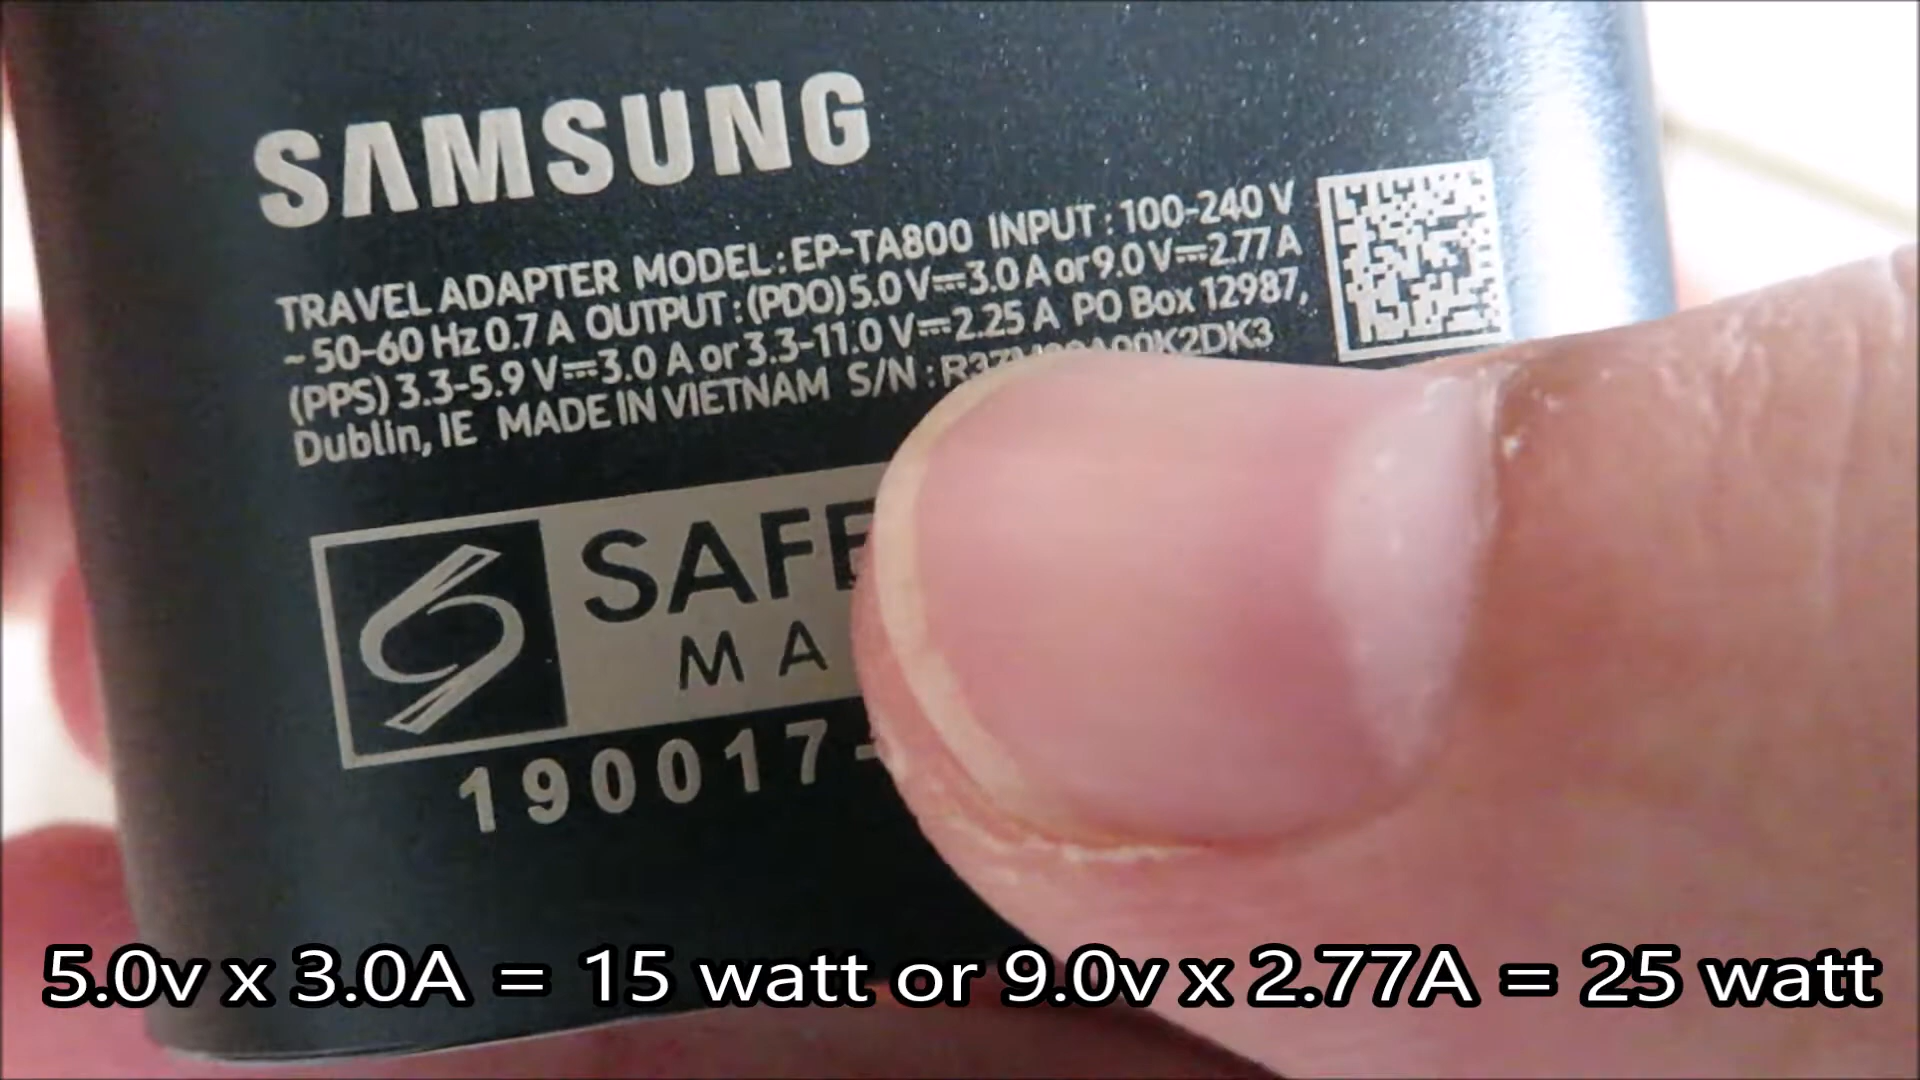 SAMSUNG
TRAVEL ADAPTER MODEL : EP-TA800 INPUT : 100-240 V
~ 50-60 Hz 0.7 A OUTPUT : (PDO) 5.0 V⎓3.0 A or 9.0 V⎓2.77 A
(PPS) 3.3-5.9 V⎓3.0 A or 3.3-11.0 V⎓2.25 A PO Box 12987,
Dublin, IE MADE IN VIETNAM S/N :
SAFE
MA
190017-
5.0v x 3.0A = 15 watt or 9.0v x 2.77A = 25 watt